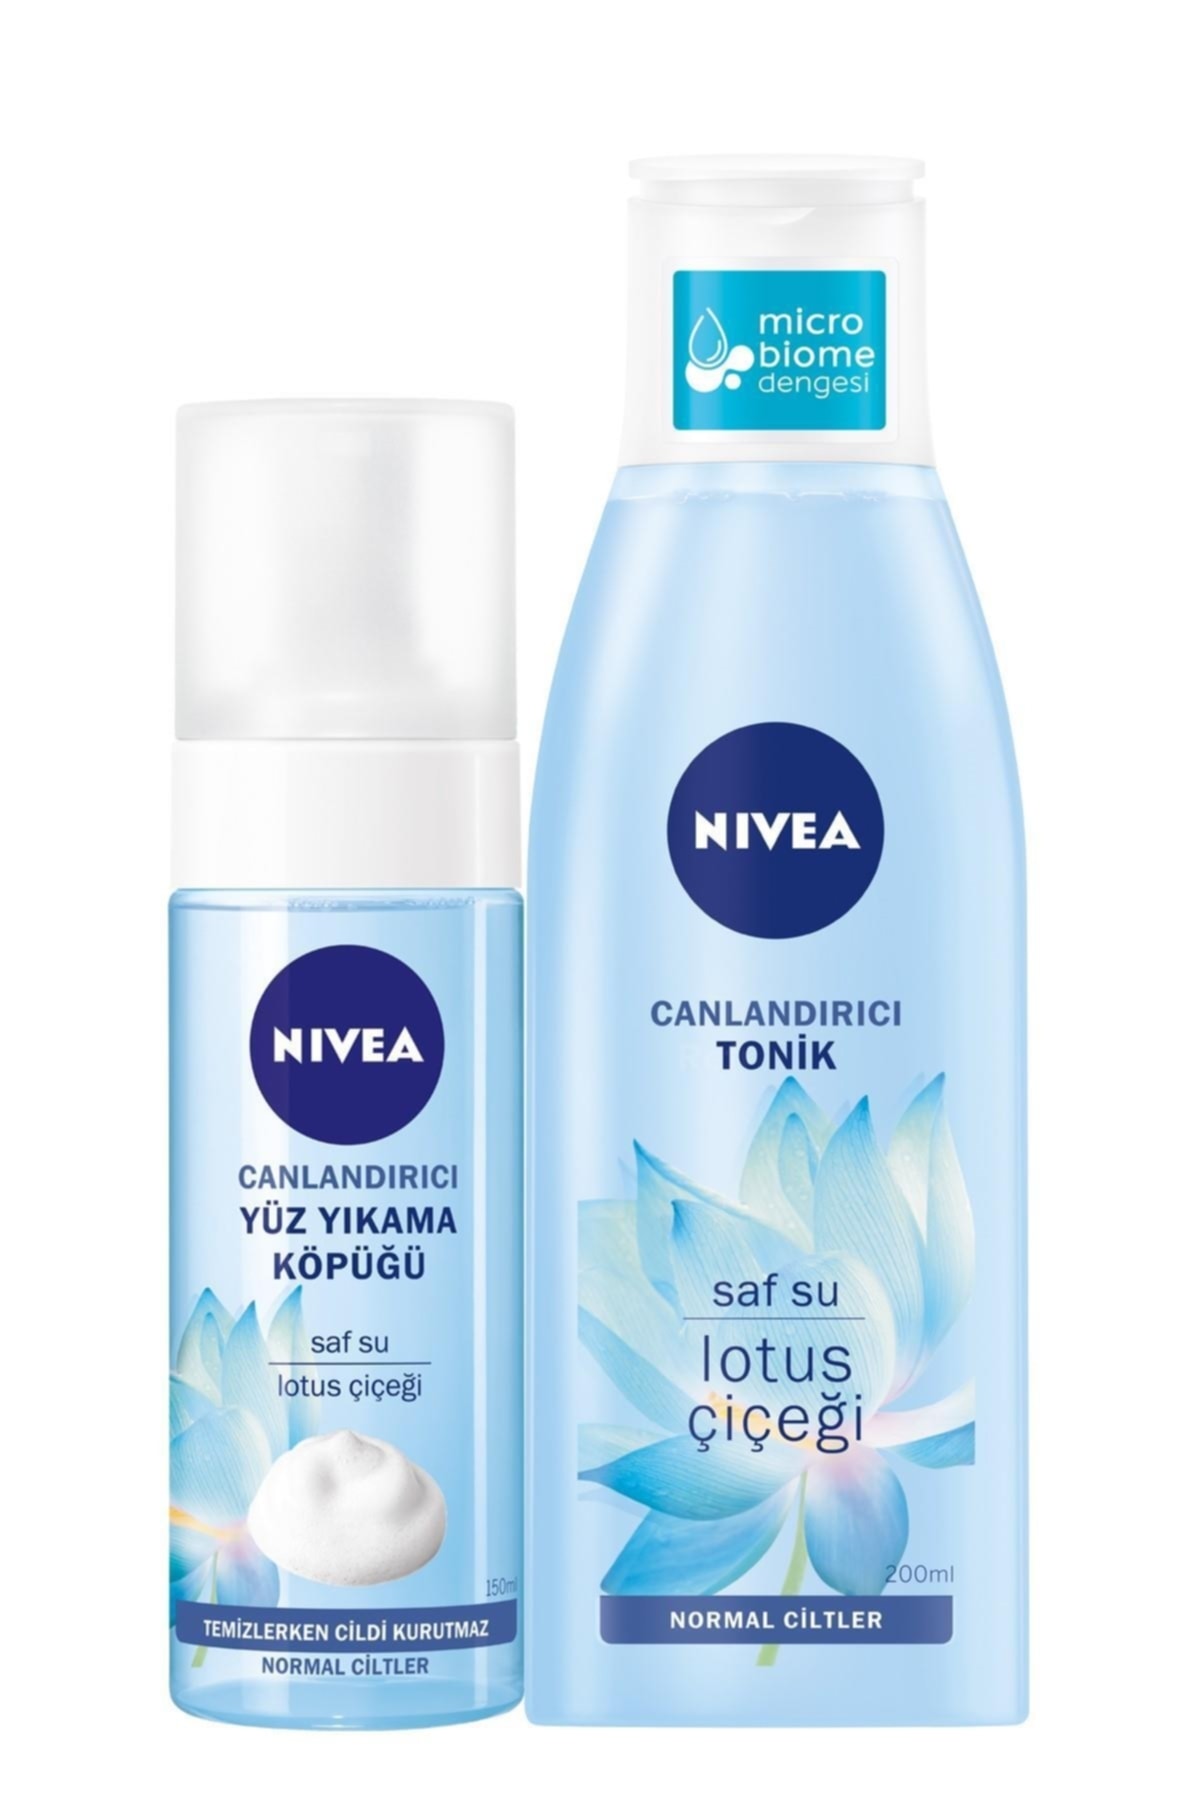 NIVEA
CANLANDIRICI
YÜZ YIKAMA
KÖPÜĞÜ
saf su
lotus çiçeği
150ml
TEMİZLERKEN CİLDİ KURUTMAZ
NORMAL CİLTLER
micro
biome
dengesi
NIVEA
CANLANDIRICI
TONİK
saf su
lotus
çiçeği
200ml
NORMAL CİLTLER